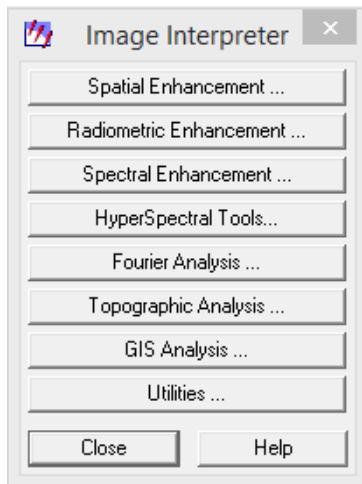 Image Interpreter
Spatial Enhancement ...
Radiometric Enhancement ...
Spectral Enhancement ...
HyperSpectral Tools...
Fourier Analysis ...
Topographic Analysis ...
GIS Analysis ...
Utilities ...
Close Help